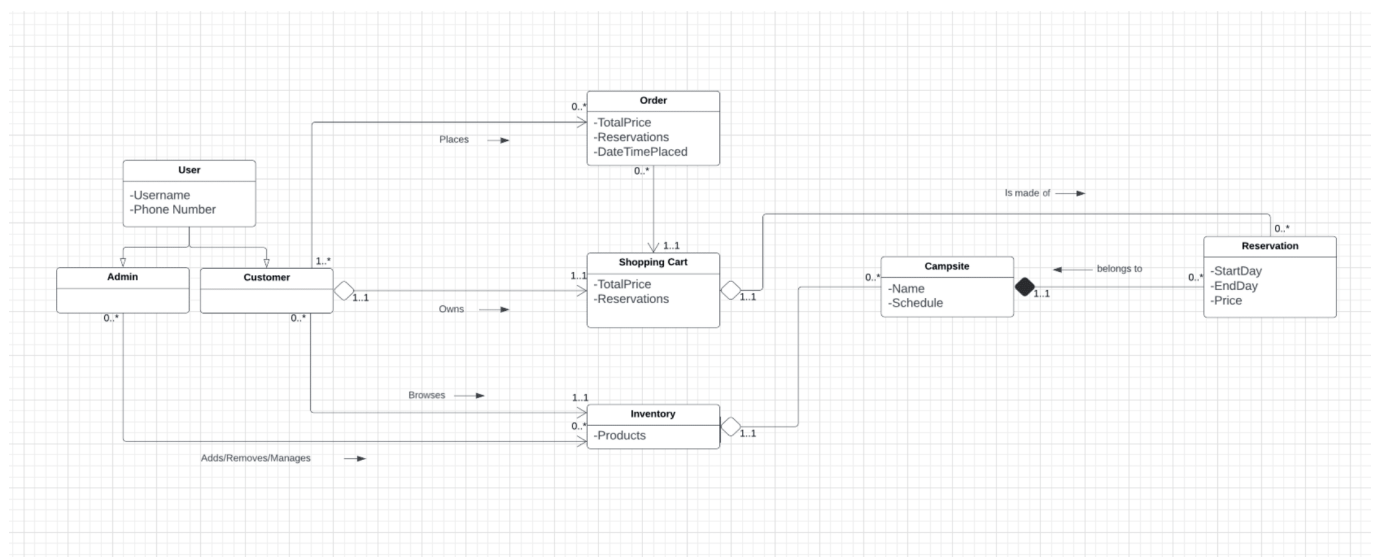 Order
0..*
-TotalPrice
-Reservations
-DateTimePlaced
Places
0..*
User
-Username
-Phone Number
Is made of
0..*
Reservation
-StartDay
-EndDay
-Price
1..*
1..1
Shopping Cart
-TotalPrice
-Reservations
Admin
Customer
1..1
1..1
1..1
Owns
Campsite
-Name
-Schedule
0..*
belongs to
0..*
1..1
0..*
0..*
Browses
1..1
Inventory
-Products
0..*
1..1
Adds/Removes/Manages